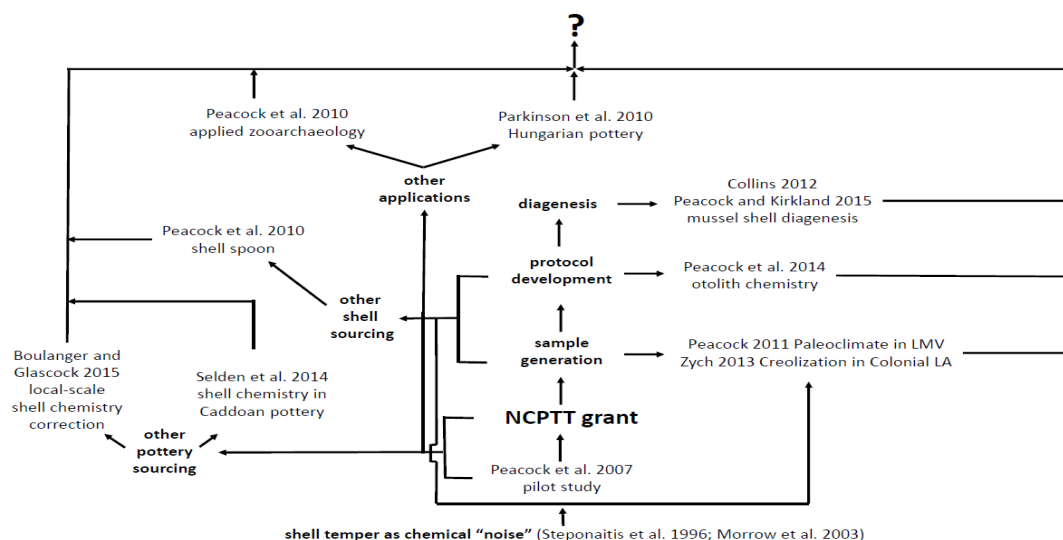 ?
Peacock et al. 2010
applied zooarchaeology
Parkinson et al. 2010
Hungarian pottery
other
applications
diagenesis
Collins 2012
Peacock and Kirkland 2015
mussel shell diagenesis
Peacock et al. 2010
shell spoon
protocol
development
Peacock et al. 2014
otolith chemistry
other
shell
sourcing
sample
generation
Peacock 2011 Paleoclimate in LMV
Zych 2013 Creolization in Colonial LA
Boulanger and
Glascock 2015
local-scale
shell chemistry
correction
Selden et al. 2014
shell chemistry in
Caddoan pottery
other
pottery
sourcing
NCPTT grant
Peacock et al. 2007
pilot study
shell temper as chemical “noise” (Steponaitis et al. 1996; Morrow et al. 2003)